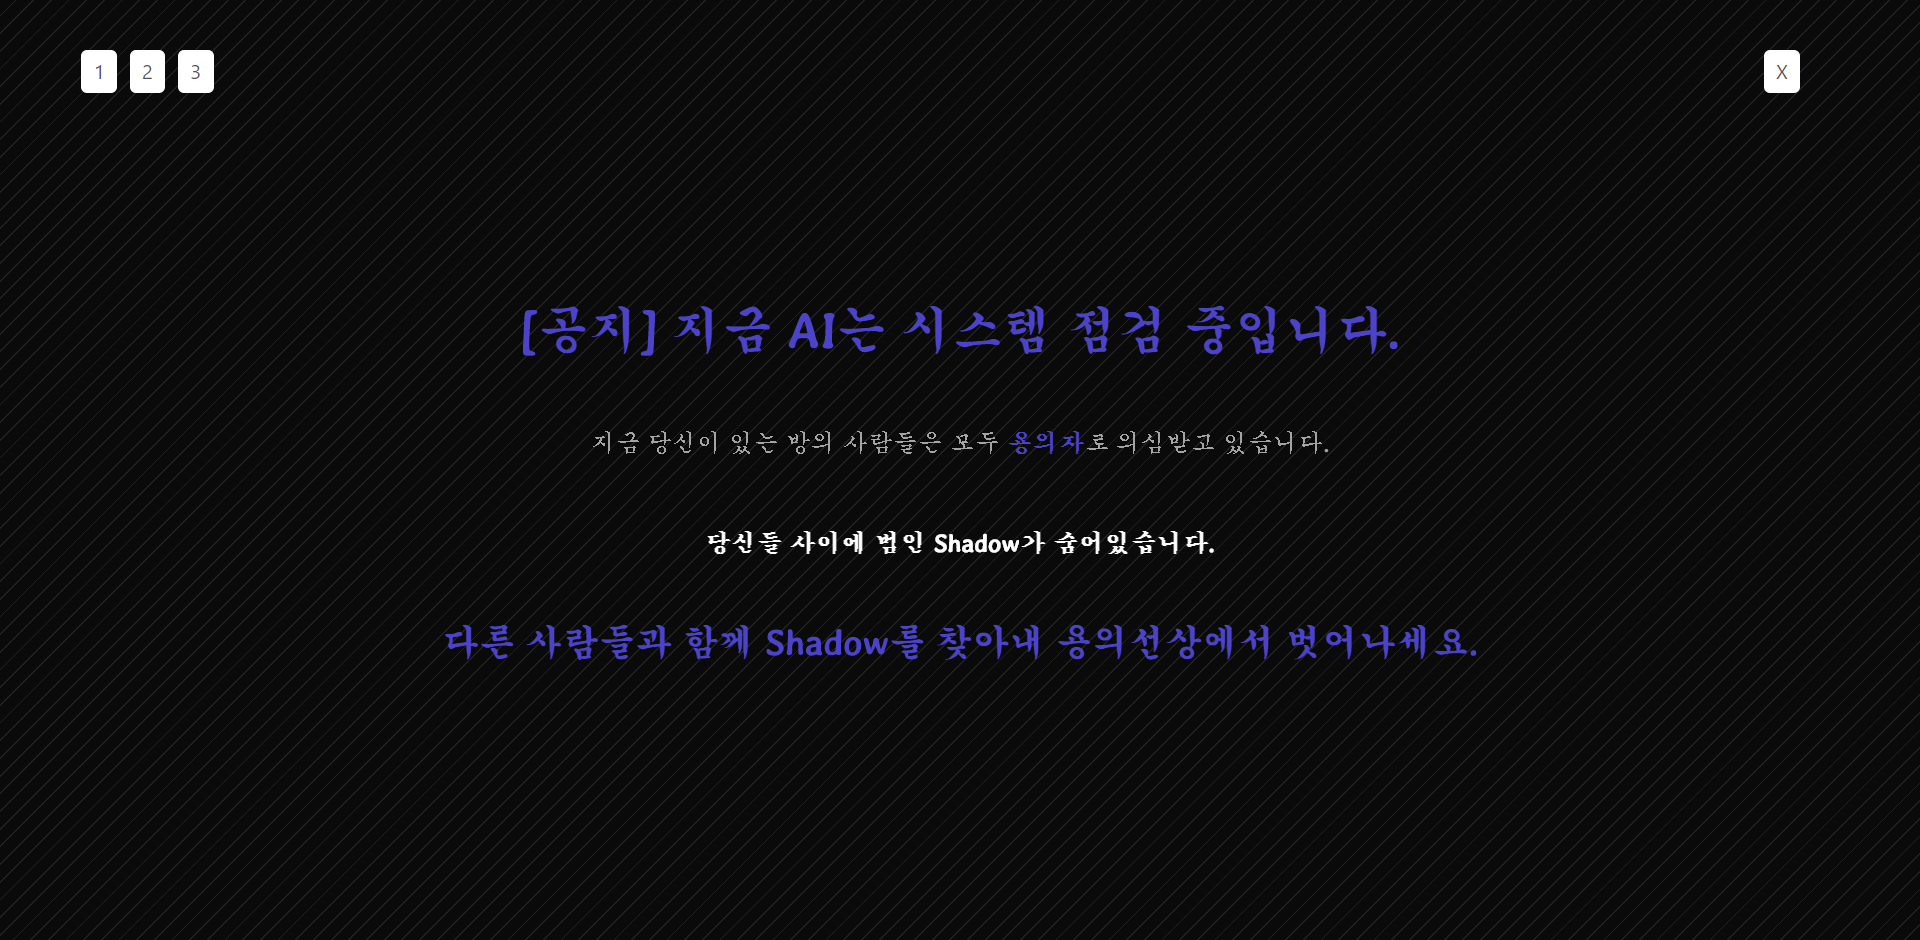 1 2 3 X
[공지] 지금 AI는 시스템 점검 중입니다.
지금 당신이 있는 방의 사람들은 모두 용의자로 의심받고 있습니다.
당신들 사이에 범인 Shadow가 숨어있습니다.
다른 사람들과 함께 Shadow를 찾아내 용의선상에서 벗어나세요.